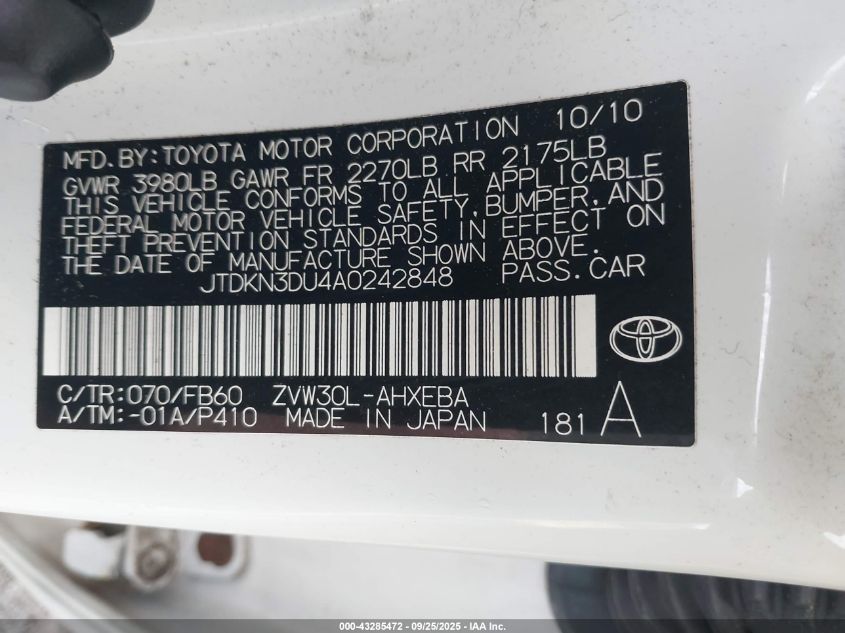 MFD.BY:TOYOTA MOTOR CORPORATION 10/10
GVWR 3980LB GAWR FR 2270LB RR 2175LB
THIS VEHICLE CONFORMS TO ALL APPLICABLE
FEDERAL MOTOR VEHICLE SAFETY,BUMPER,AND
THEFT PREVENTION STANDARDS IN EFFECT ON
THE DATE OF MANUFACTURE SHOWN ABOVE.
JTDKN3DU4A0242848 PASS.CAR
C/TR:070/FB60 ZVW30L-AHXEBA
A/TM:-01A/P410 MADE IN JAPAN 181 A
000-43285472 - 09/25/2025 - IAA Inc.